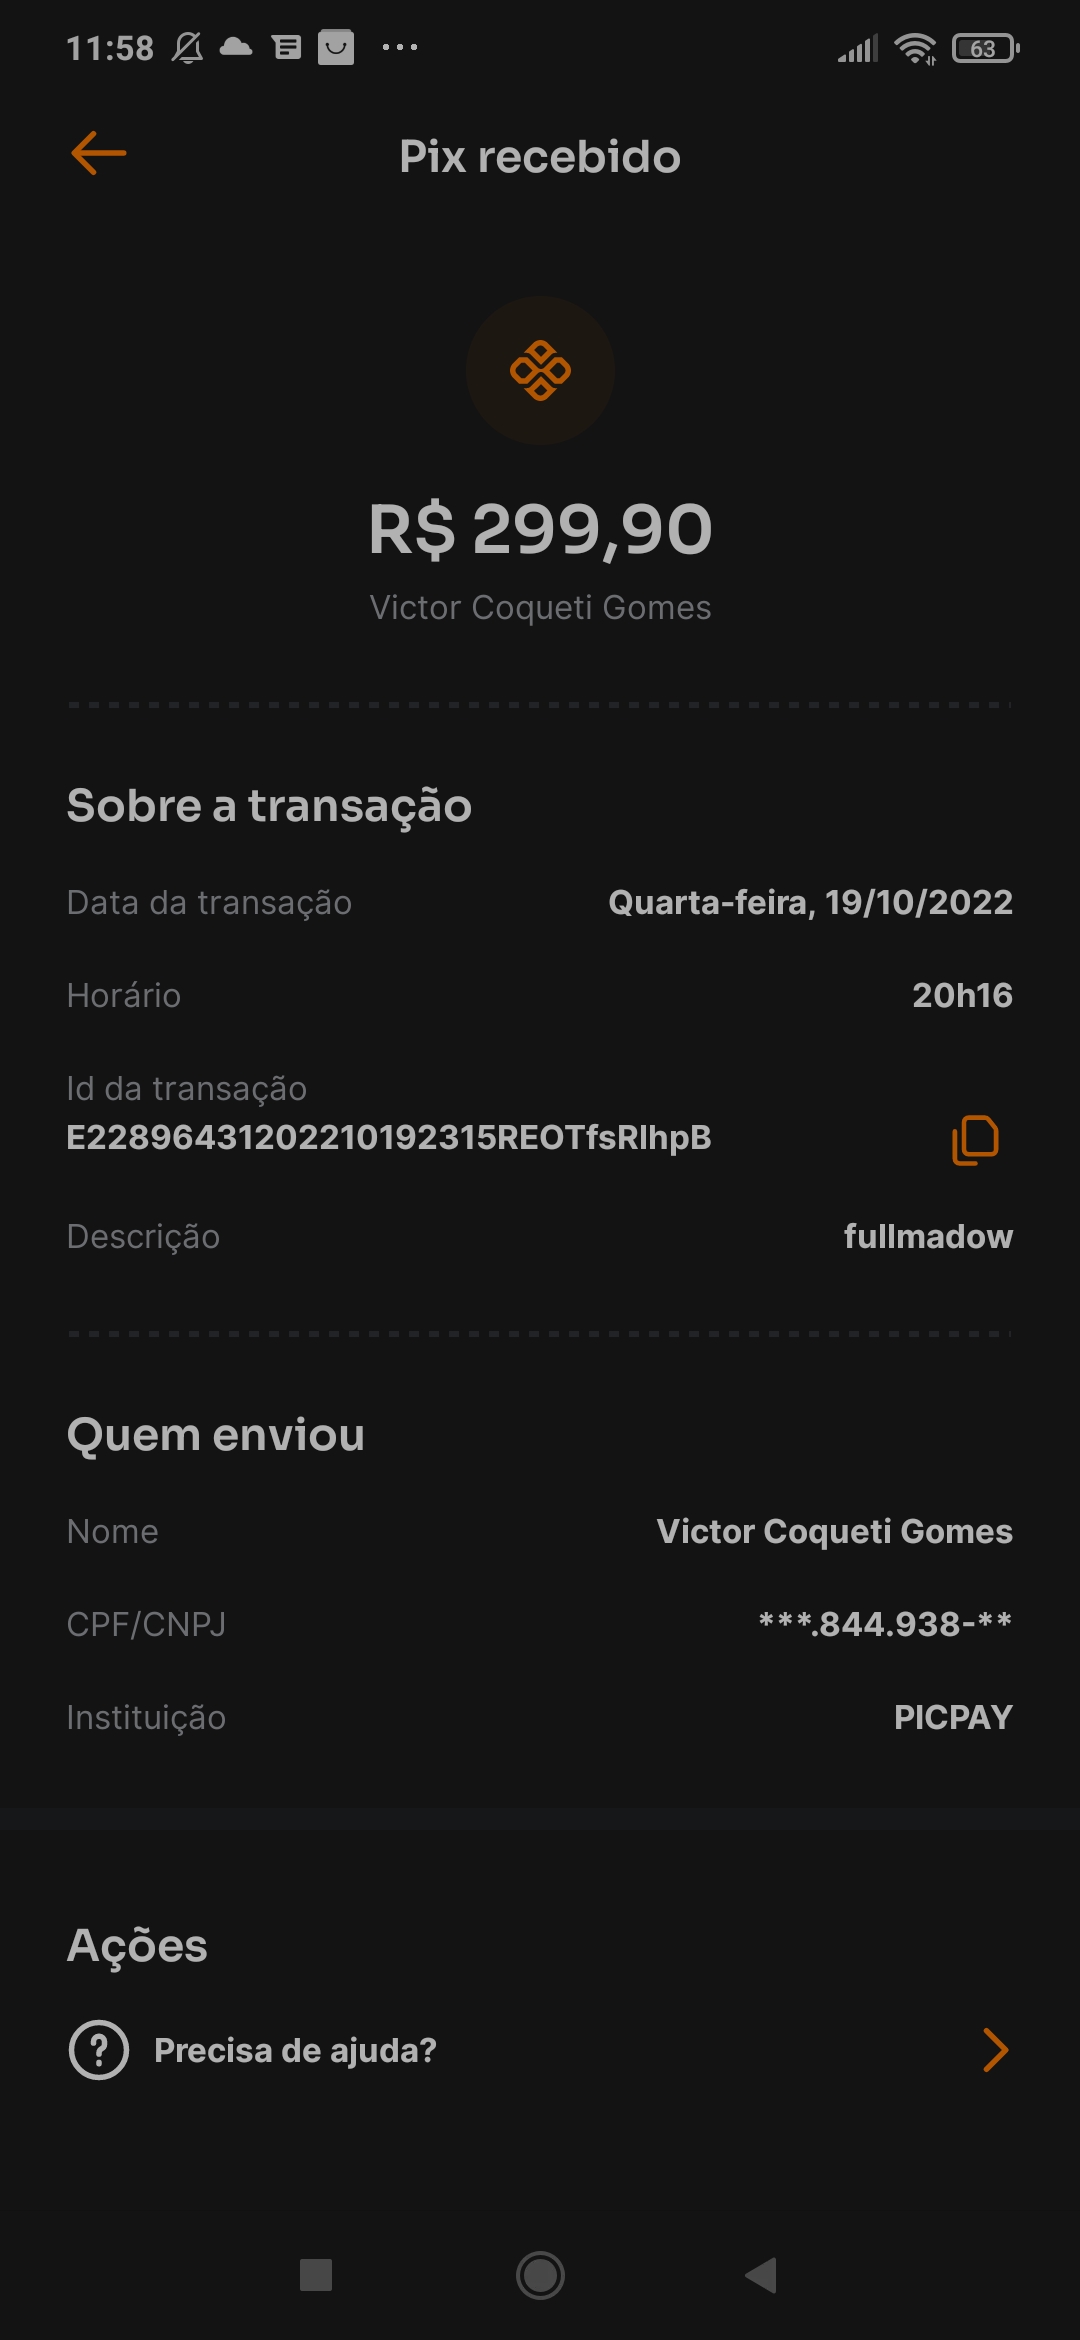 11:58
63
Pix recebido
R$ 299,90
Victor Coqueti Gomes
Sobre a transação
Data da transação Quarta-feira, 19/10/2022
Horário 20h16
Id da transação
E22896431202210192315REOTfsRlhpB
Descrição fullmadow
Quem enviou
Nome Victor Coqueti Gomes
CPF/CNPJ ***.844.938-**
Instituição PICPAY
Ações
Precisa de ajuda?